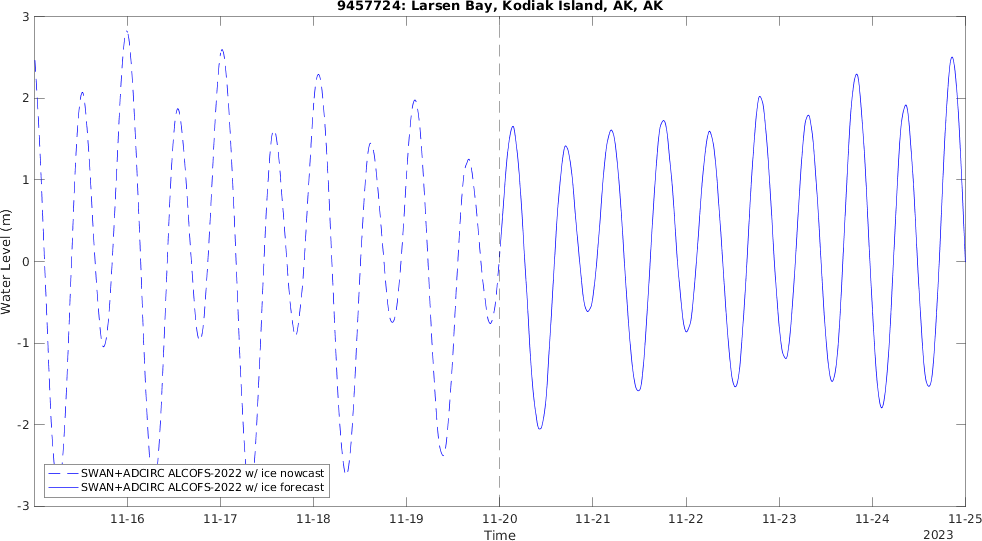 9457724: Larsen Bay, Kodiak Island, AK, AK
3
2
1
0
-1
-2
-3
Water Level (m)
SWAN+ADCIRC ALCOFS-2022 w/ ice nowcast
SWAN+ADCIRC ALCOFS-2022 w/ ice forecast
11-16 11-17 11-18 11-19 11-20 11-21 11-22 11-23 11-24 11-25
Time
2023